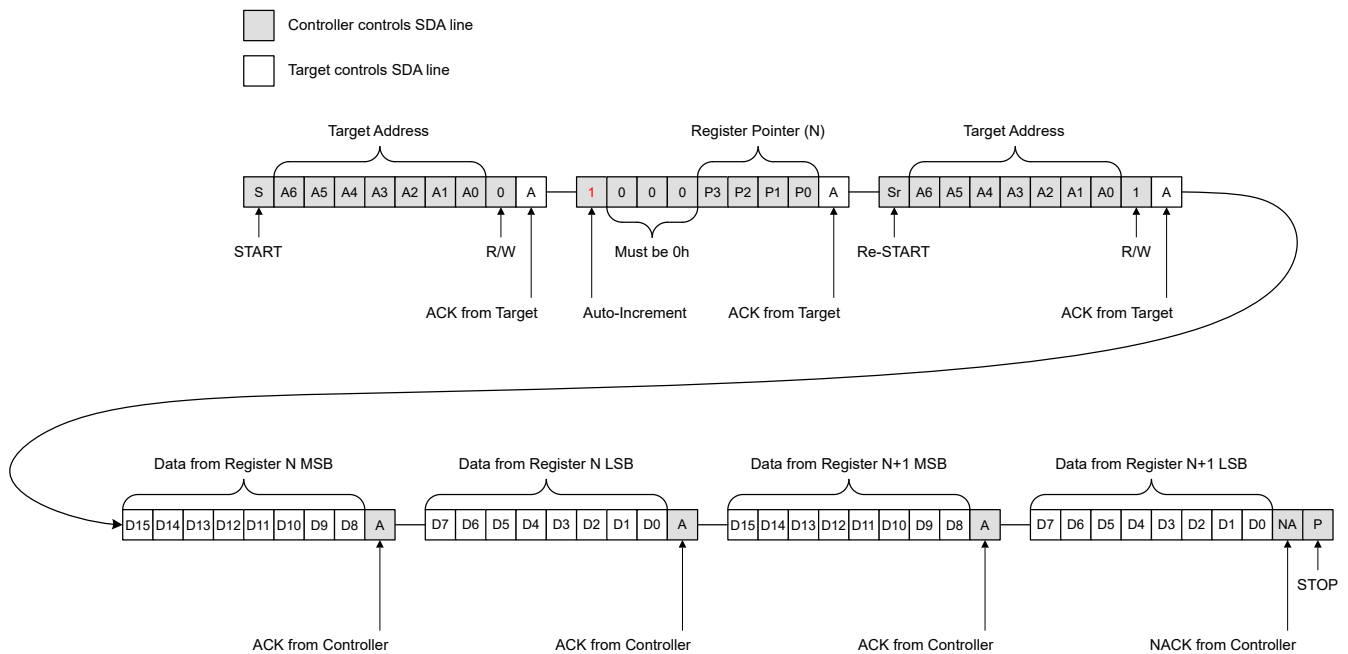 Controller controls SDA line
Target controls SDA line
Target Address Register Pointer (N) Target Address
S A6 A5 A4 A3 A2 A1 A0 0 A 1 0 0 0 P3 P2 P1 P0 A Sr A6 A5 A4 A3 A2 A1 A0 1 A
START R/W Must be 0h Re-START R/W
ACK from Target Auto-Increment ACK from Target ACK from Target
Data from Register N MSB Data from Register N LSB Data from Register N+1 MSB Data from Register N+1 LSB
D15 D14 D13 D12 D11 D10 D9 D8 A D7 D6 D5 D4 D3 D2 D1 D0 A D15 D14 D13 D12 D11 D10 D9 D8 A D7 D6 D5 D4 D3 D2 D1 D0 NA P
STOP
ACK from Controller ACK from Controller ACK from Controller NACK from Controller